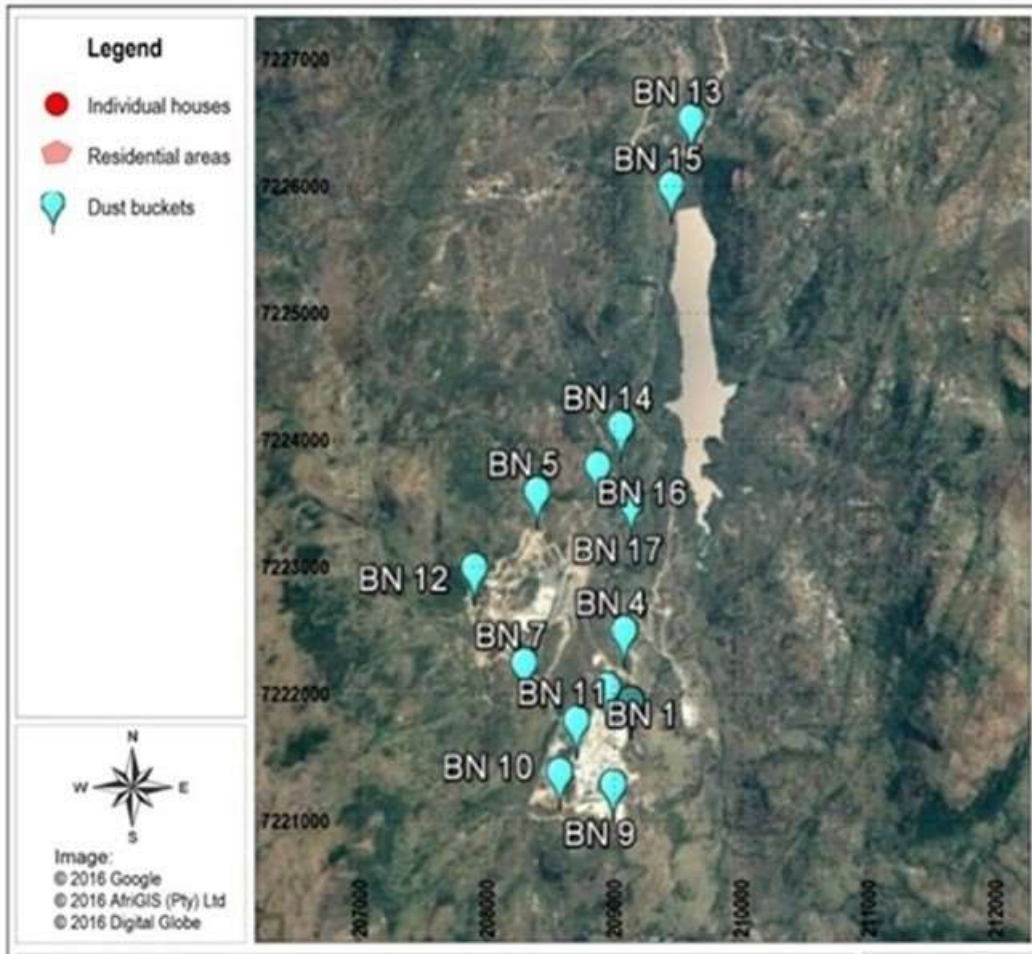 Legend
Individual houses
Residential areas
Dust buckets
N
W E
S
Image:
© 2016 Google
© 2016 AfriGIS (Pty) Ltd
© 2016 Digital Globe
7227000
BN 13
BN 15
7226000
7225000
BN 14
7224000
BN 5
BN 16
BN 17
7223000
BN 12
BN 4
BN 7
7222000
BN 11
BN 1
BN 10
7221000
BN 9
207000
208000
209000
210000
211000
212000